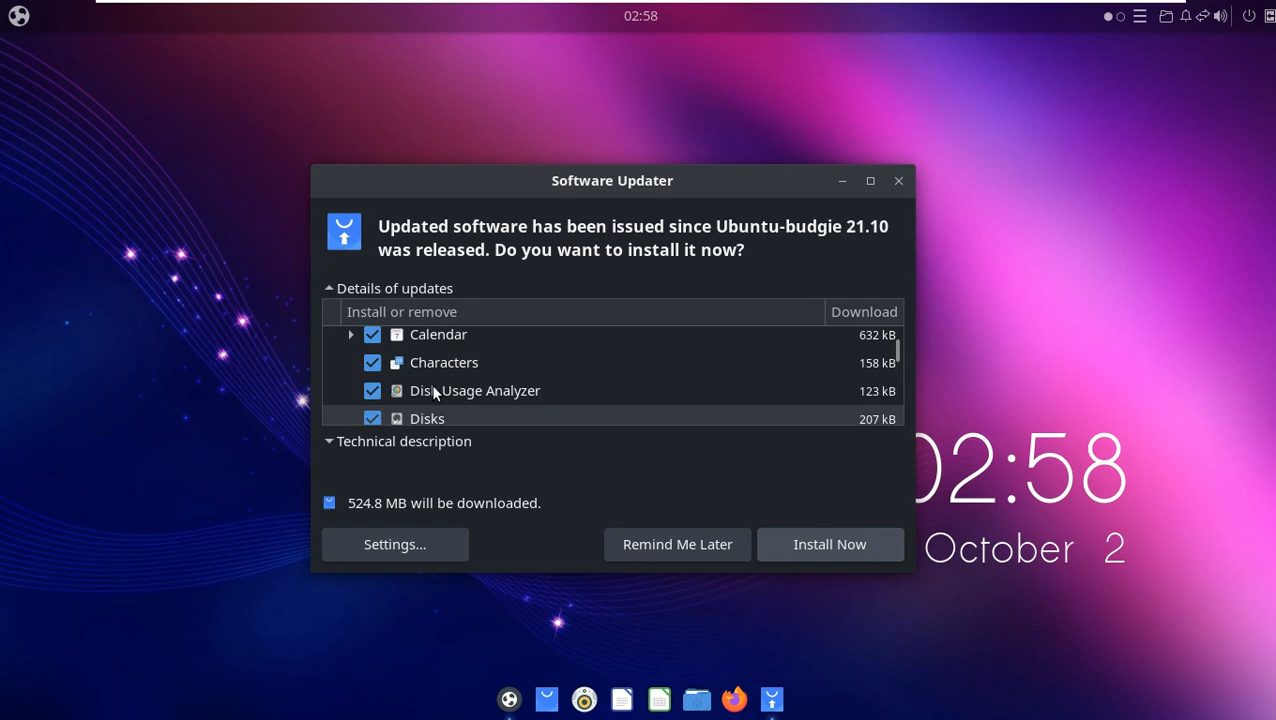 02:58
Software Updater
Updated software has been issued since Ubuntu-budgie 21.10
was released. Do you want to install it now?
Details of updates
Install or remove Download
Calendar 632 kB
Characters 158 kB
Disk Usage Analyzer 123 kB
Disks 207 kB
Technical description
02:58
524.8 MB will be downloaded.
Settings... Remind Me Later Install Now
October 2